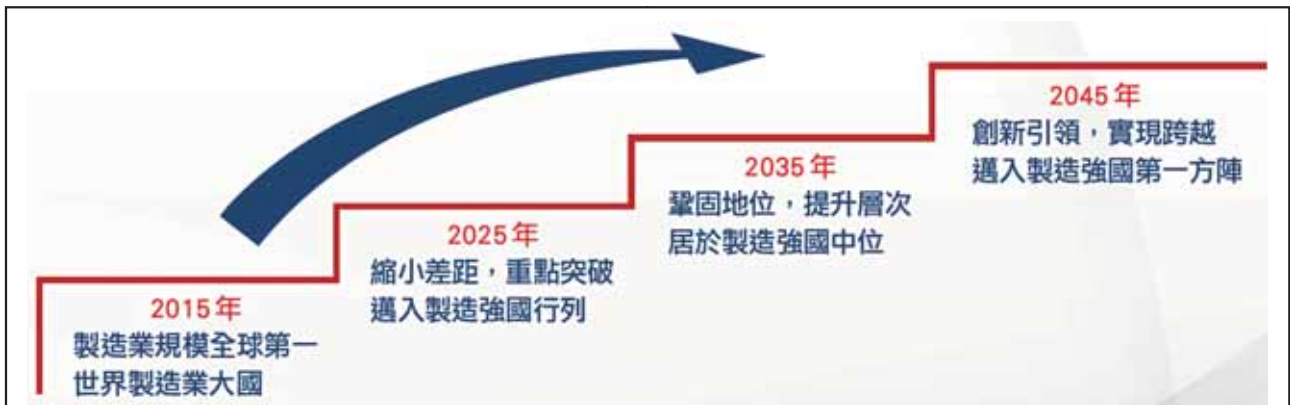 2015年
製造業規模全球第一
世界製造業大國
2025年
縮小差距，重點突破
邁入製造強國行列
2035年
鞏固地位，提升層次
居於製造強國中位
2045年
創新引領，實現跨越
邁入製造強國第一方陣